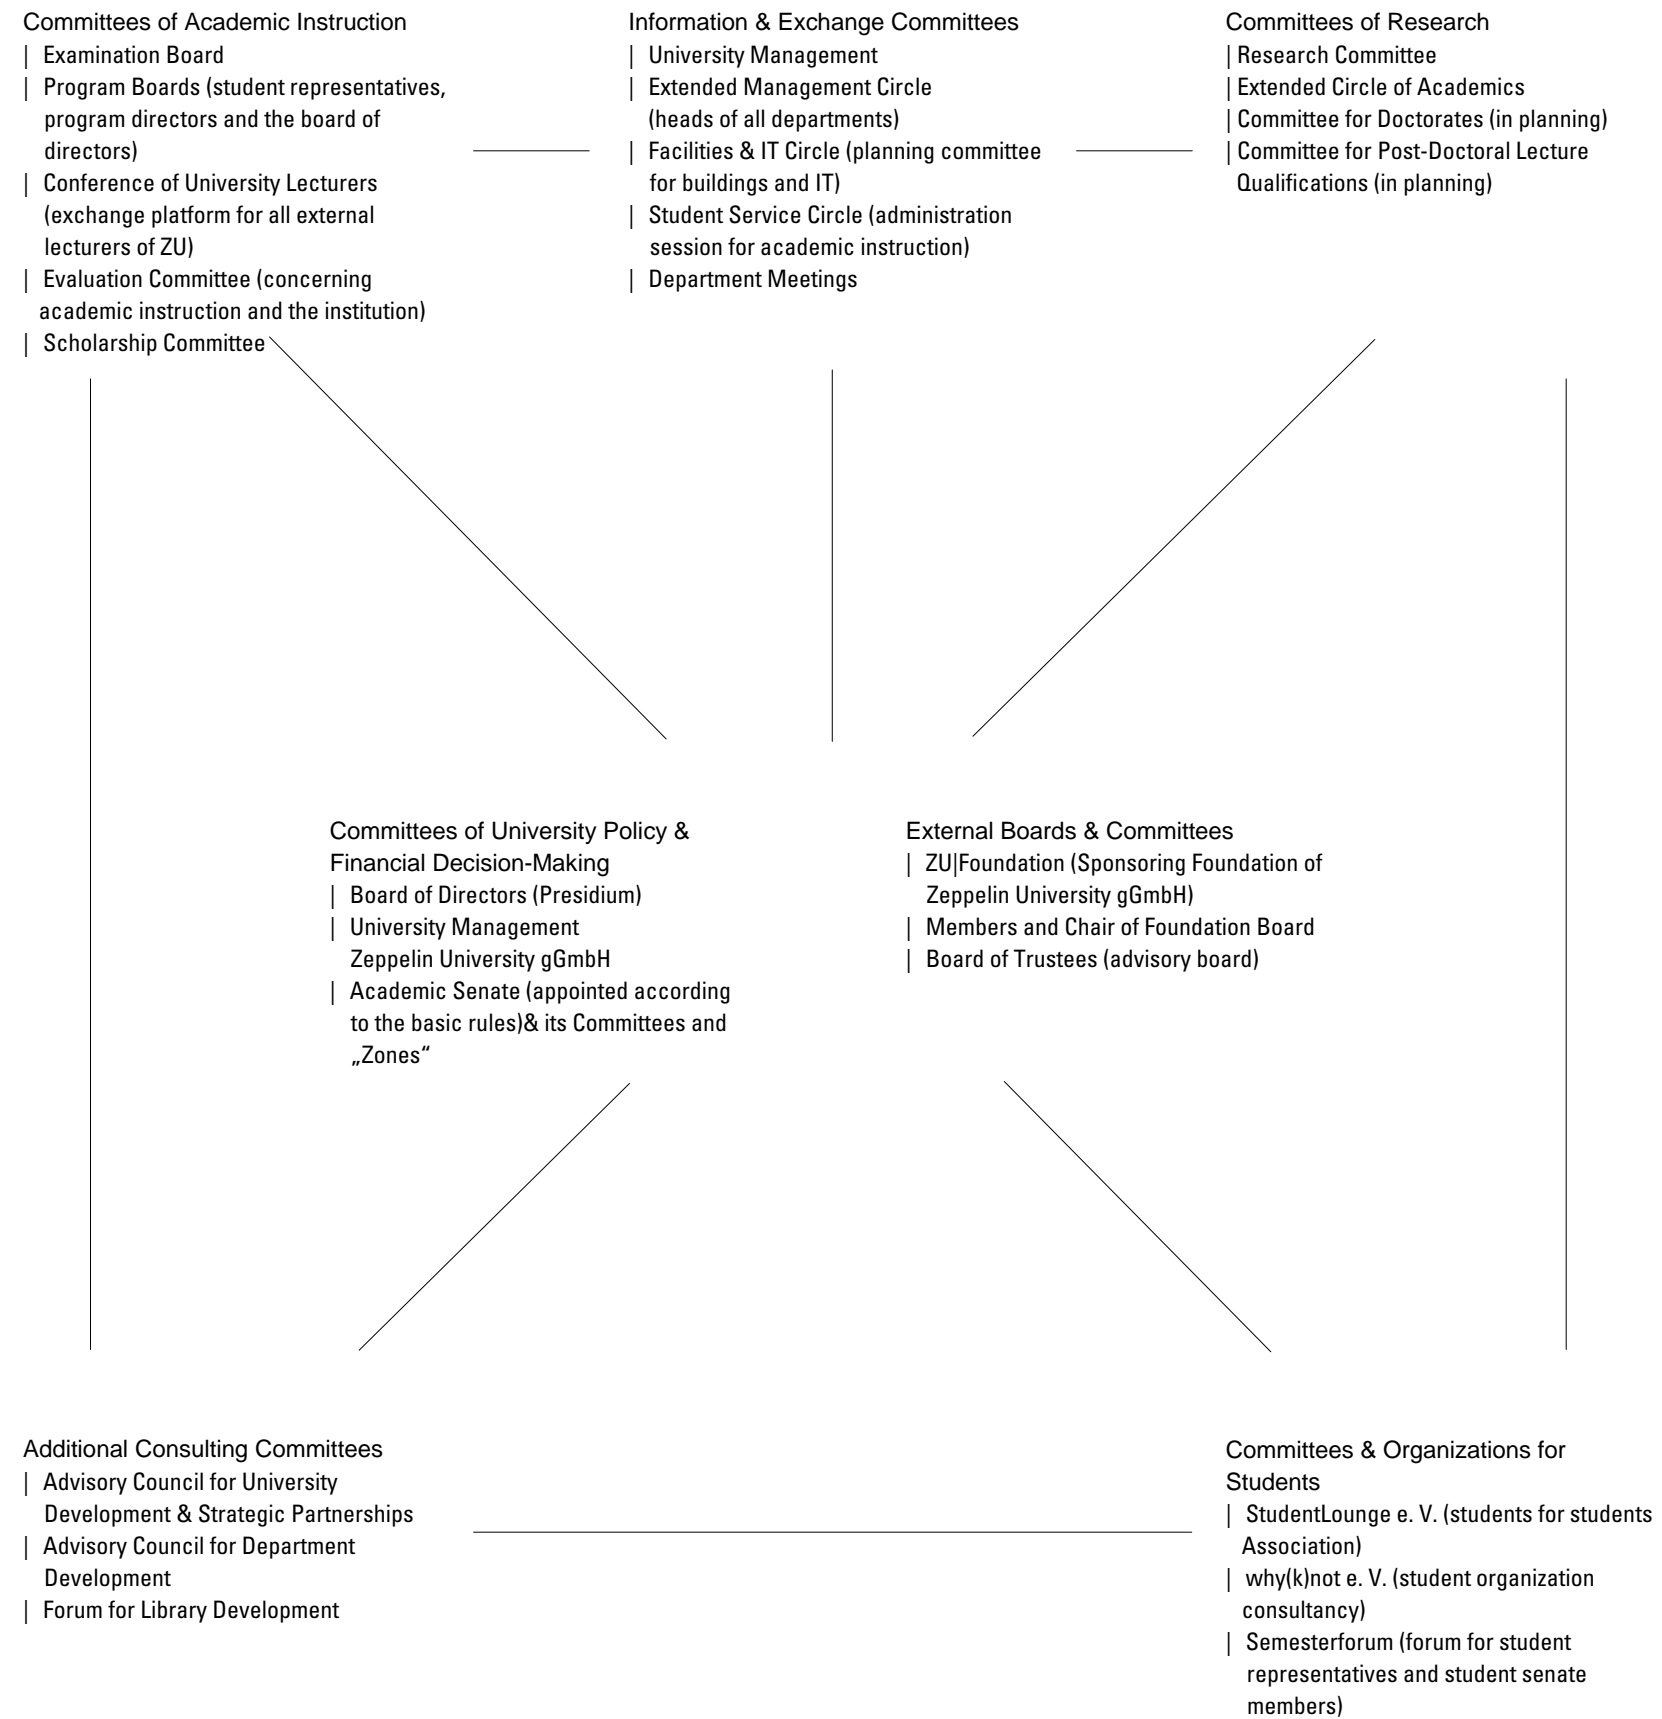 Committees of Academic Instruction
| Examination Board
| Program Boards (student representatives,
program directors and the board of
directors)
| Conference of University Lecturers
(exchange platform for all external
lecturers of ZU)
| Evaluation Committee (concerning
academic instruction and the institution)
| Scholarship Committee
Information & Exchange Committees
| University Management
| Extended Management Circle
(heads of all departments)
| Facilities & IT Circle (planning committee
for buildings and IT)
| Student Service Circle (administration
session for academic instruction)
| Department Meetings
Committees of Research
| Research Committee
| Extended Circle of Academics
| Committee for Doctorates (in planning)
| Committee for Post-Doctoral Lecture
Qualifications (in planning)
Committees of University Policy &
Financial Decision-Making
| Board of Directors (Presidium)
| University Management
Zeppelin University gGmbH
| Academic Senate (appointed according
to the basic rules)& its Committees and
„Zones“
External Boards & Committees
| ZU|Foundation (Sponsoring Foundation of
Zeppelin University gGmbH)
| Members and Chair of Foundation Board
| Board of Trustees (advisory board)
Additional Consulting Committees
| Advisory Council for University
Development & Strategic Partnerships
| Advisory Council for Department
Development
| Forum for Library Development
Committees & Organizations for
Students
| StudentLounge e. V. (students for students
Association)
| why(k)not e. V. (student organization
consultancy)
| Semesterforum (forum for student
representatives and student senate
members)